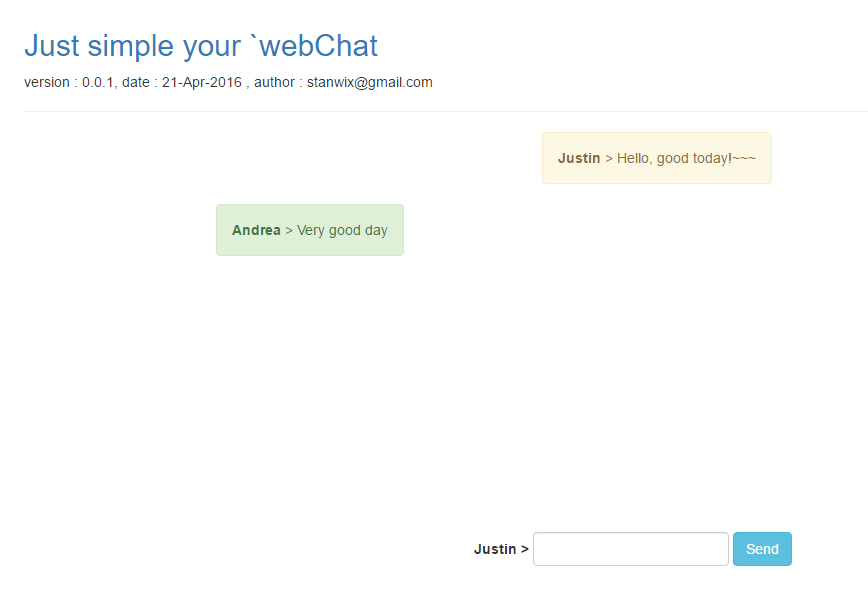 Just simple your `webChat
version : 0.0.1, date : 21-Apr-2016 , author : stanwix@gmail.com
Justin > Hello, good today!~~~
Andrea > Very good day
Justin > Send